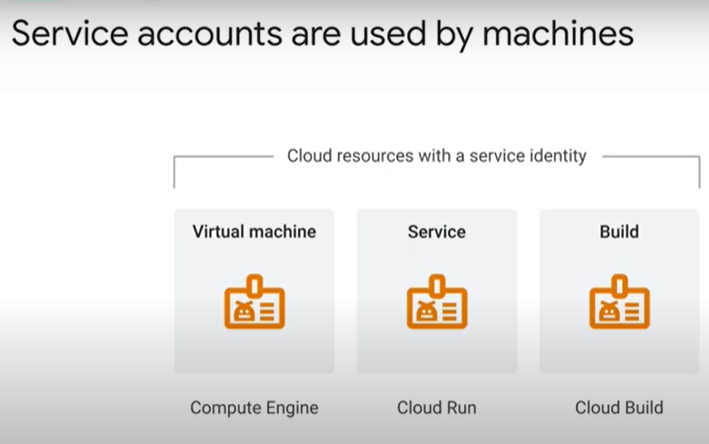 Service accounts are used by machines
Cloud resources with a service identity
Virtual machine
Service
Build
Compute Engine
Cloud Run
Cloud Build